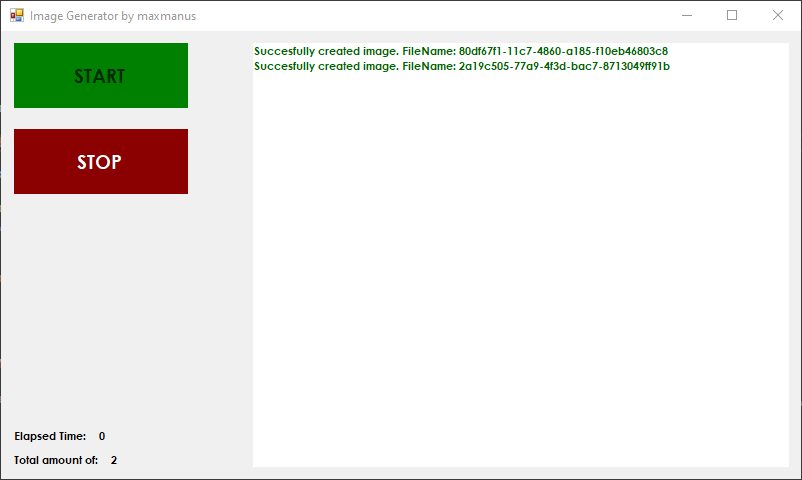 Image Generator by maxmanus
START
STOP
Succesfully created image. FileName: 80df67f1-11c7-4860-a185-f10eb46803c8
Succesfully created image. FileName: 2a19c505-77a9-4f3d-bac7-8713049ff91b
Elapsed Time: 0
Total amount of: 2